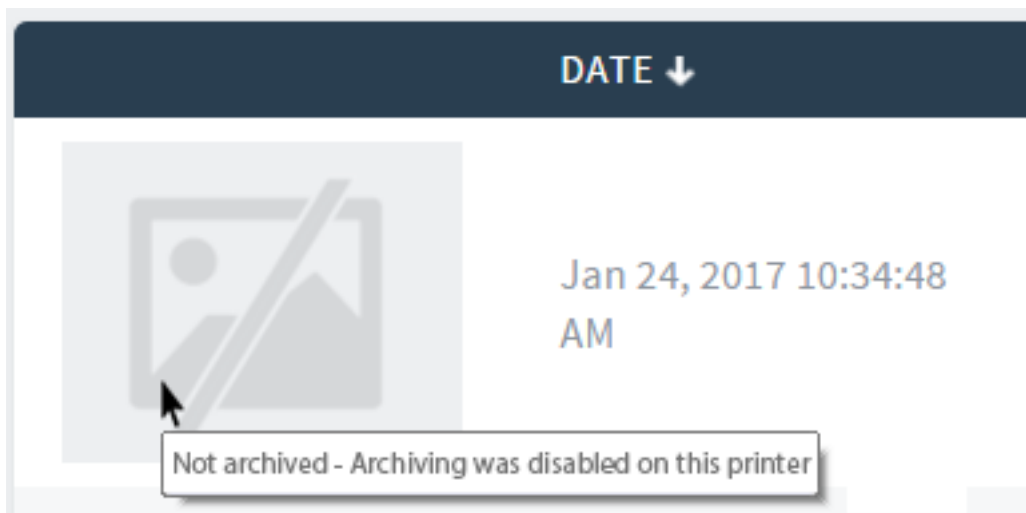 DATE
Jan 24, 2017 10:34:48
AM
Not archived - Archiving was disabled on this printer